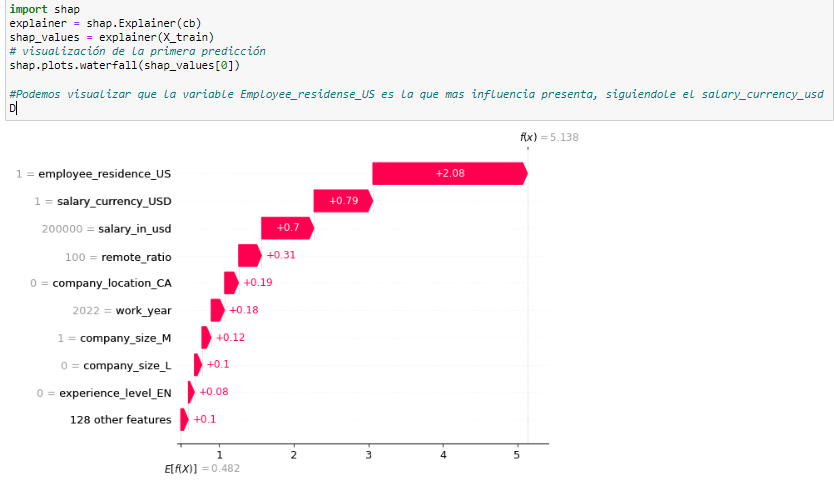 import shap
explainer = shap.Explainer(cb)
shap_values = explainer(X_train)
# visualización de la primera predicción
shap.plots.waterfall(shap_values[0])
#Podemos visualizar que la variable Employee_residense_US es la que mas influencia presenta, siguiendole el salary_currency_usd
D
f(x) = 5.138
1 = employee_residence_US +2.08
1 = salary_currency_USD +0.79
200000 = salary_in_usd +0.7
100 = remote_ratio +0.31
0 = company_location_CA +0.19
2022 = work_year +0.18
1 = company_size_M +0.12
0 = company_size_L +0.1
0 = experience_level_EN +0.08
128 other features +0.1
1 2 3 4 5
E[f(X)] = 0.482